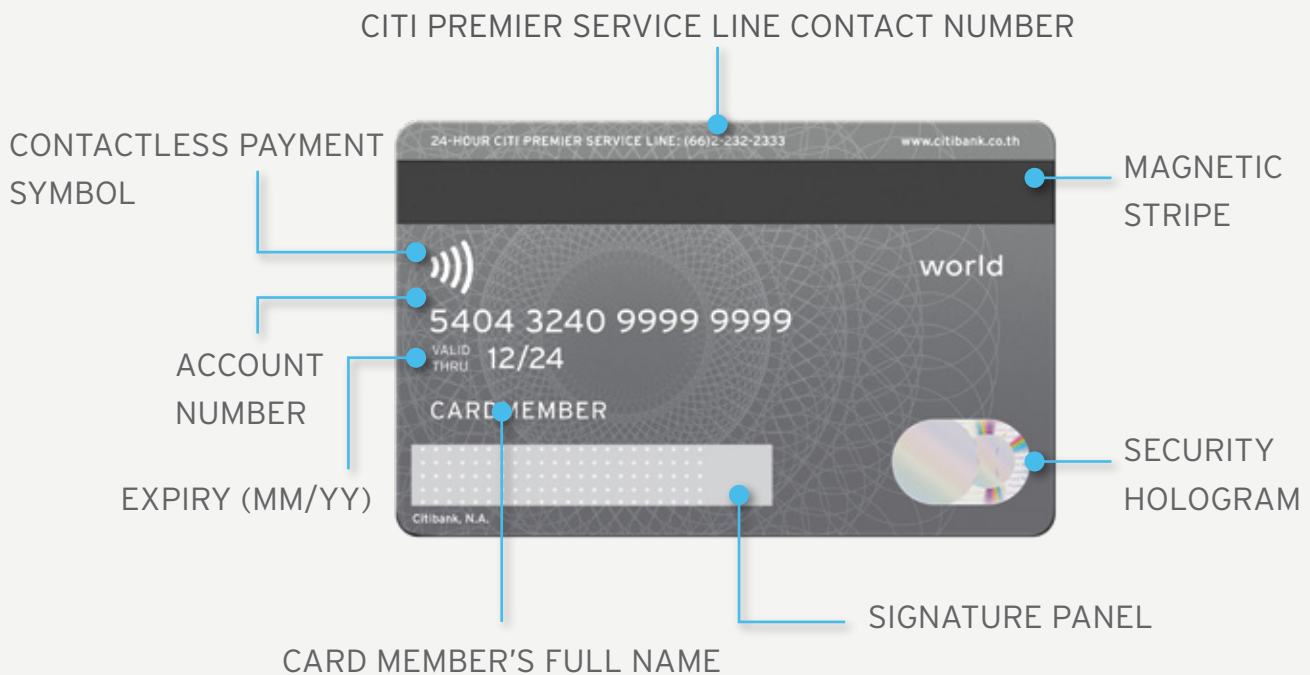 CITI PREMIER SERVICE LINE CONTACT NUMBER
CONTACTLESS PAYMENT
SYMBOL
24-HOUR CITI PREMIER SERVICE LINE: (66)2-232-2333
www.citibank.co.th
MAGNETIC
STRIPE
world
5404 3240 9999 9999
VALID
THRU 12/24
ACCOUNT
NUMBER
CARD MEMBER
EXPIRY (MM/YY)
SECURITY
HOLOGRAM
Citibank, N.A.
SIGNATURE PANEL
CARD MEMBER'S FULL NAME